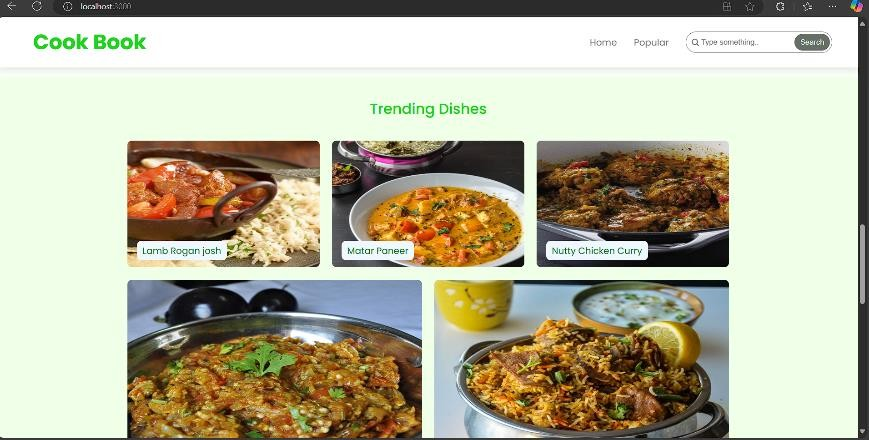 localhost:3000
Cook Book
Home
Popular
Type something..
Search
Trending Dishes
Lamb Rogan josh
Matar Paneer
Nutty Chicken Curry